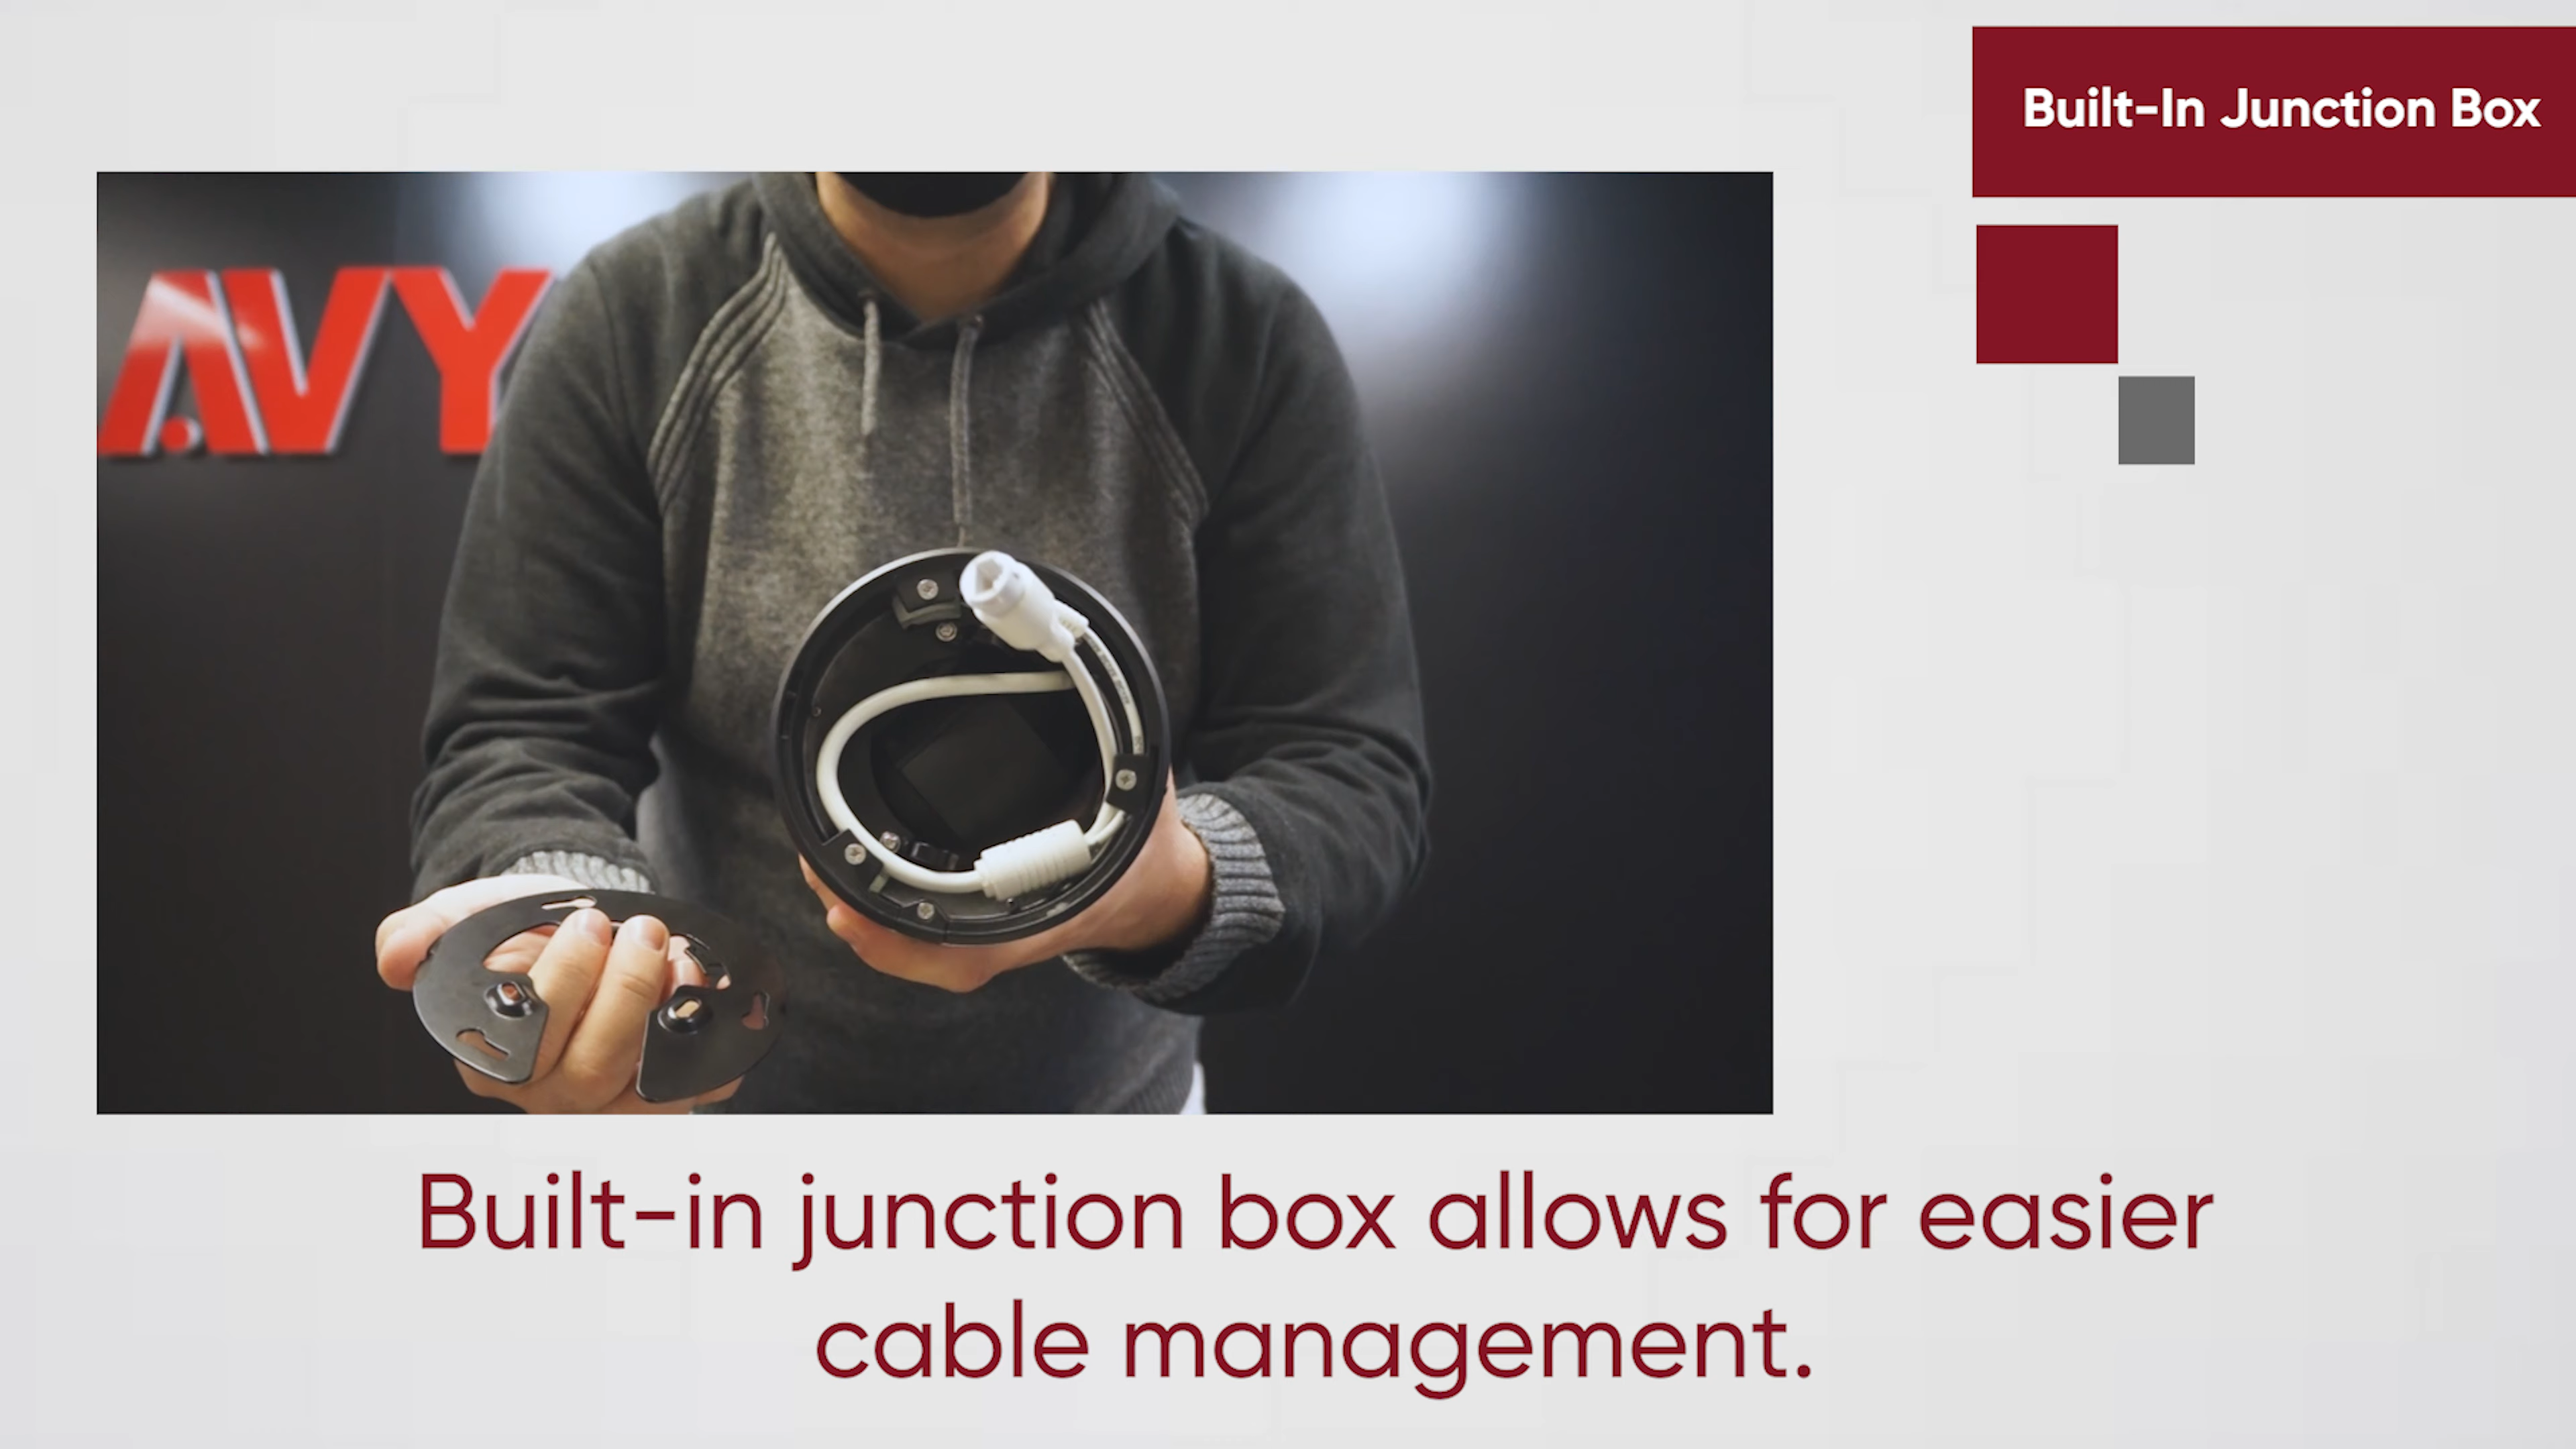 Built-In Junction Box
AVY
Built-in junction box allows for easier
cable management.